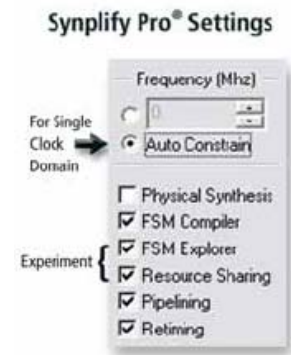 Synplify Pro® Settings
Frequency (Mhz)
0
For Single
Clock
Domain
Auto Constrain
Physical Synthesis
FSM Compiler
FSM Explorer
Experiment {
Resource Sharing
Pipelining
Retiming